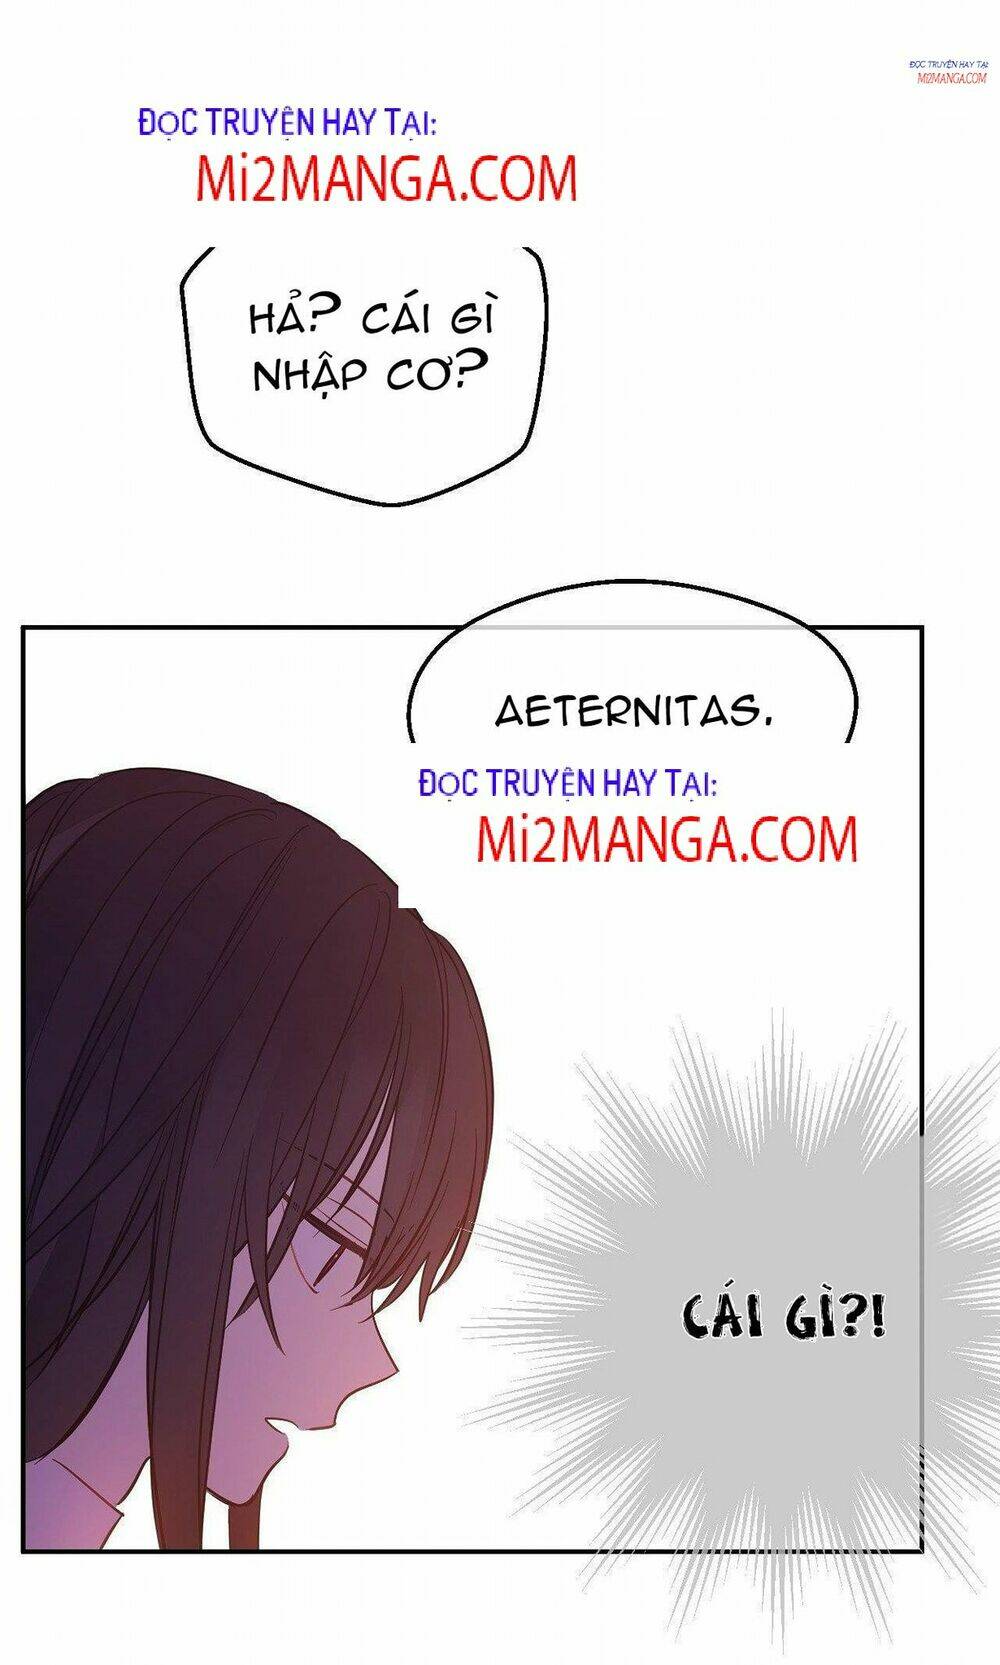 ĐỌC TRUYỆN HAY TẠI:
MI2MANGA.COM
ĐỌC TRUYỆN HAY TẠI:
Mi2MANGA.COM
HẢ? CÁI GÌ
NHẬP CƠ?
AETERNITAS.
ĐỌC TRUYỆN HAY TẠI:
Mi2MANGA.COM
CÁI GÌ?!